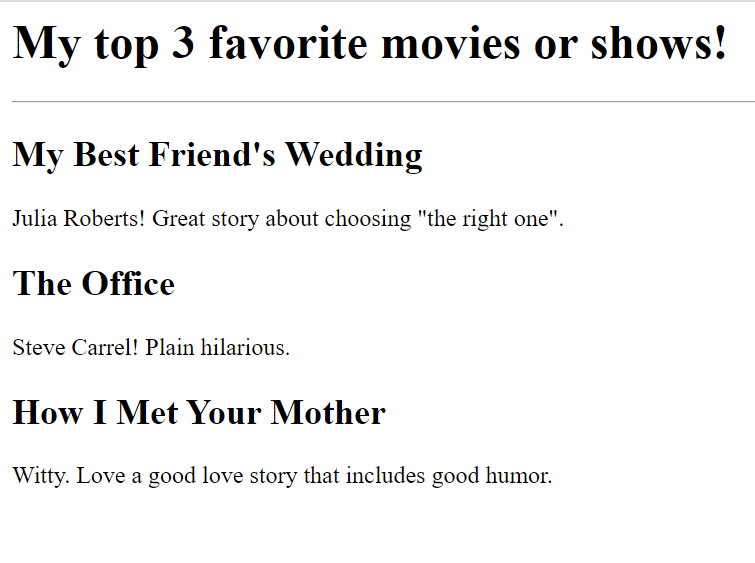 My top 3 favorite movies or shows!
My Best Friend's Wedding
Julia Roberts! Great story about choosing "the right one".
The Office
Steve Carrel! Plain hilarious.
How I Met Your Mother
Witty. Love a good love story that includes good humor.